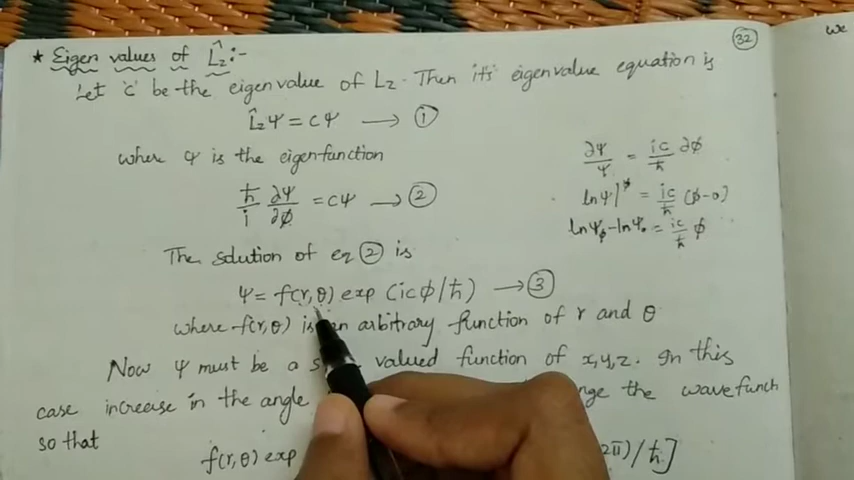 32
we
* Eigen values of L̂z:-
Let 'c' be the eigenvalue of Lz. Then its eigenvalue equation is
L̂zψ = cψ → ①
where ψ is the eigen-function
ħ/i ∂ψ/∂ϕ = cψ → ②
∂ψ/ψ = ic/ħ ∂ϕ
lnψ|ϕ = ic/ħ (ϕ-0)
lnψϕ - lnψ₀ = ic/ħ ϕ
The solution of eq ② is
ψ = f(r,θ) exp (icϕ/ħ) → ③
where f(r,θ) is an arbitrary function of r and θ
Now ψ must be a valued function of x,y,z. In this
case increase in the angle the wavefunch
so that
f(r,θ) exp 2π)/ħ]